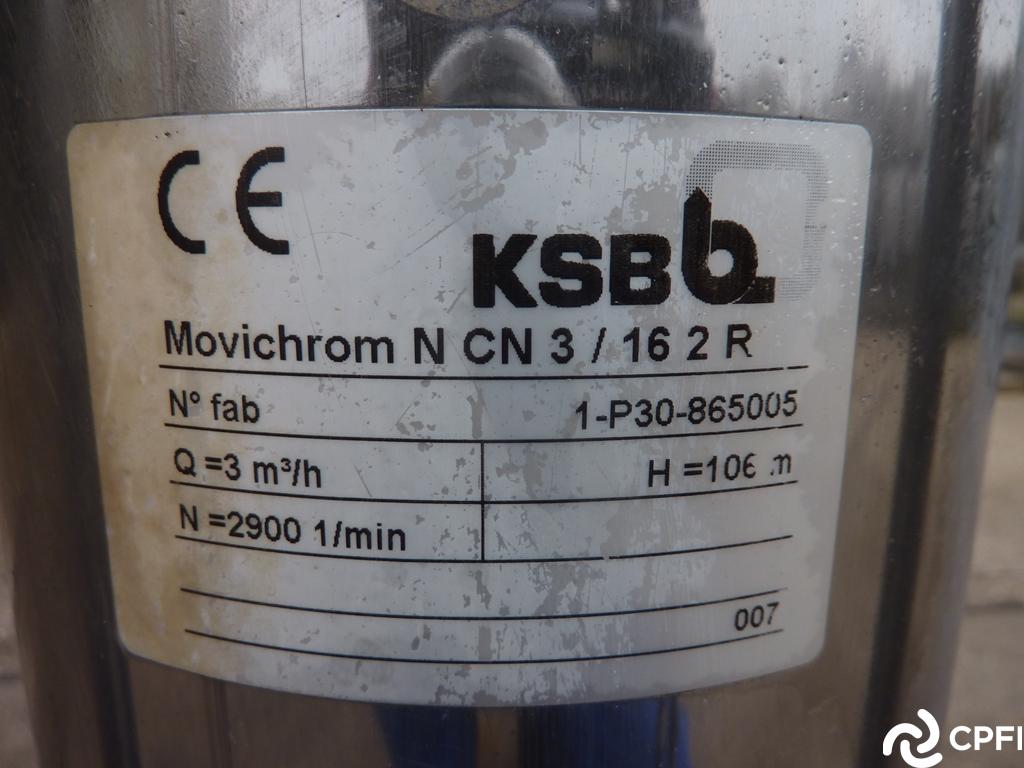 CE
KSB
Movichrom N CN 3 / 16 2 R
N° fab 1-P30-865005
Q =3 m³/h H =106 m
N =2900 1/min
007
CPFI